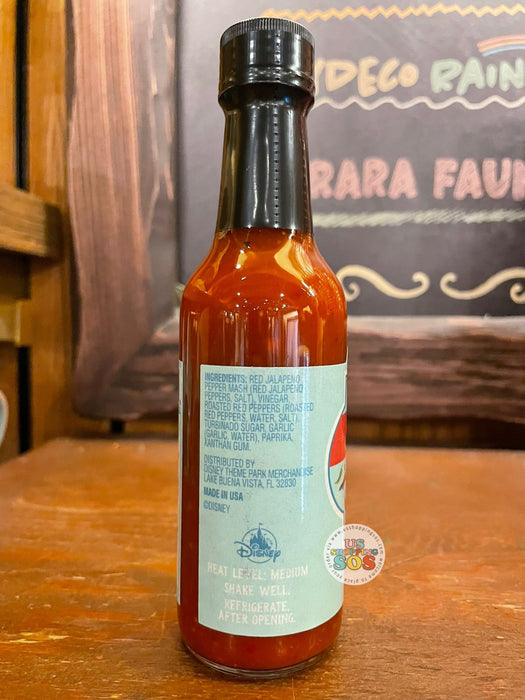 YDECO RAIN
RARA FAUN
INGREDIENTS: RED JALAPENO
PEPPER MASH (RED JALAPENO
PEPPERS, SALT), VINEGAR,
ROASTED RED PEPPERS (ROASTED
RED PEPPERS, WATER, SALT),
TURBINADO SUGAR, GARLIC
(GARLIC, WATER), PAPRIKA,
XANTHAN GUM.
DISTRIBUTED BY
DISNEY THEME PARK MERCHANDISE
LAKE BUENA VISTA, FL 32830
MADE IN USA
©DISNEY
Disney
HEAT LEVEL: MEDIUM
SHAKE WELL.
REFRIGERATE
AFTER OPENING.
US
SHOPPING
SOS